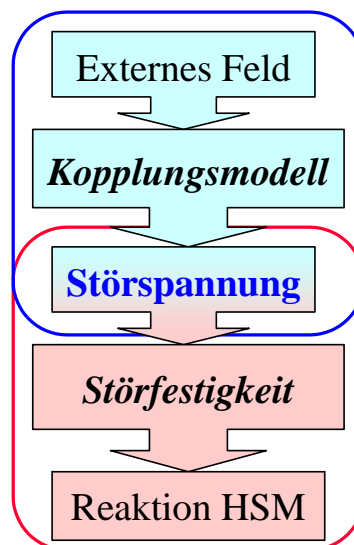 Externes Feld
Kopplungsmodell
Störspannung
Störfestigkeit
Reaktion HSM